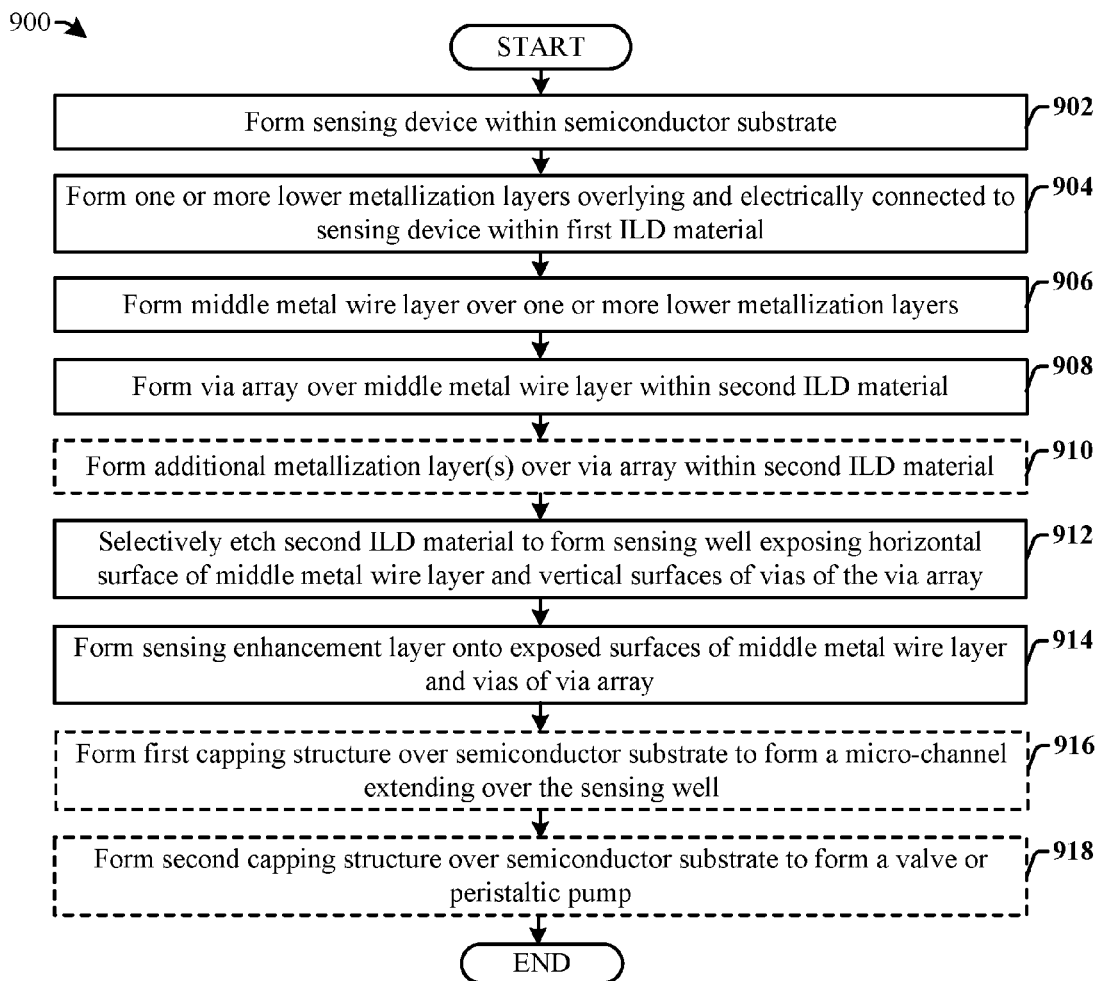 900
START
902
Form sensing device within semiconductor substrate
904
Form one or more lower metallization layers overlying and electrically connected to
sensing device within first ILD material
906
Form middle metal wire layer over one or more lower metallization layers
908
Form via array over middle metal wire layer within second ILD material
910
Form additional metallization layer(s) over via array within second ILD material
912
Selectively etch second ILD material to form sensing well exposing horizontal
surface of middle metal wire layer and vertical surfaces of vias of the via array
914
Form sensing enhancement layer onto exposed surfaces of middle metal wire layer
and vias of via array
916
Form first capping structure over semiconductor substrate to form a micro-channel
extending over the sensing well
918
Form second capping structure over semiconductor substrate to form a valve or
peristaltic pump
END